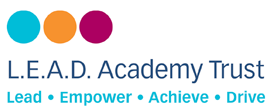 L.E.A.D. Academy Trust
Lead • Empower • Achieve • Drive